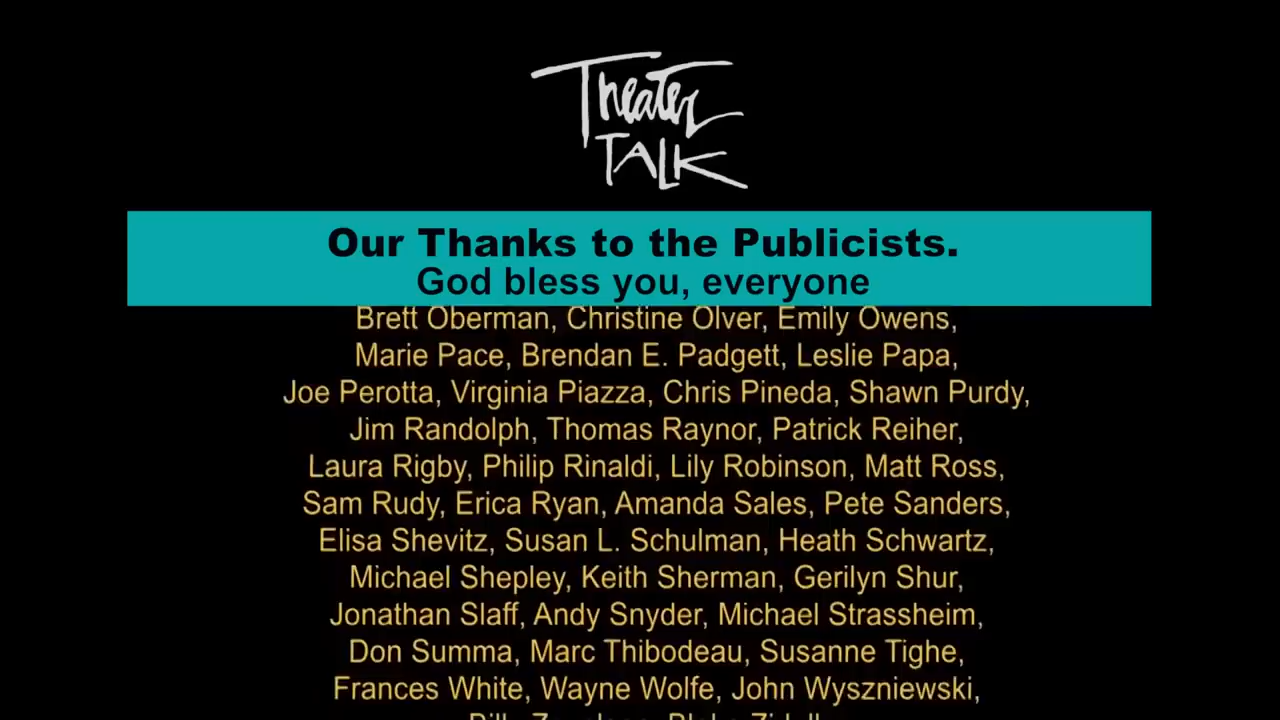 Theater
TALK
Our Thanks to the Publicists.
God bless you, everyone
Brett Oberman, Christine Olver, Emily Owens,
Marie Pace, Brendan E. Padgett, Leslie Papa,
Joe Perotta, Virginia Piazza, Chris Pineda, Shawn Purdy,
Jim Randolph, Thomas Raynor, Patrick Reiher,
Laura Rigby, Philip Rinaldi, Lily Robinson, Matt Ross,
Sam Rudy, Erica Ryan, Amanda Sales, Pete Sanders,
Elisa Shevitz, Susan L. Schulman, Heath Schwartz,
Michael Shepley, Keith Sherman, Gerilyn Shur,
Jonathan Slaff, Andy Snyder, Michael Strassheim,
Don Summa, Marc Thibodeau, Susanne Tighe,
Frances White, Wayne Wolfe, John Wyszniewski,